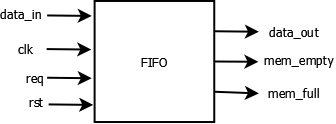 data_in
clk
req
rst
FIFO
data_out
mem_empty
mem_full